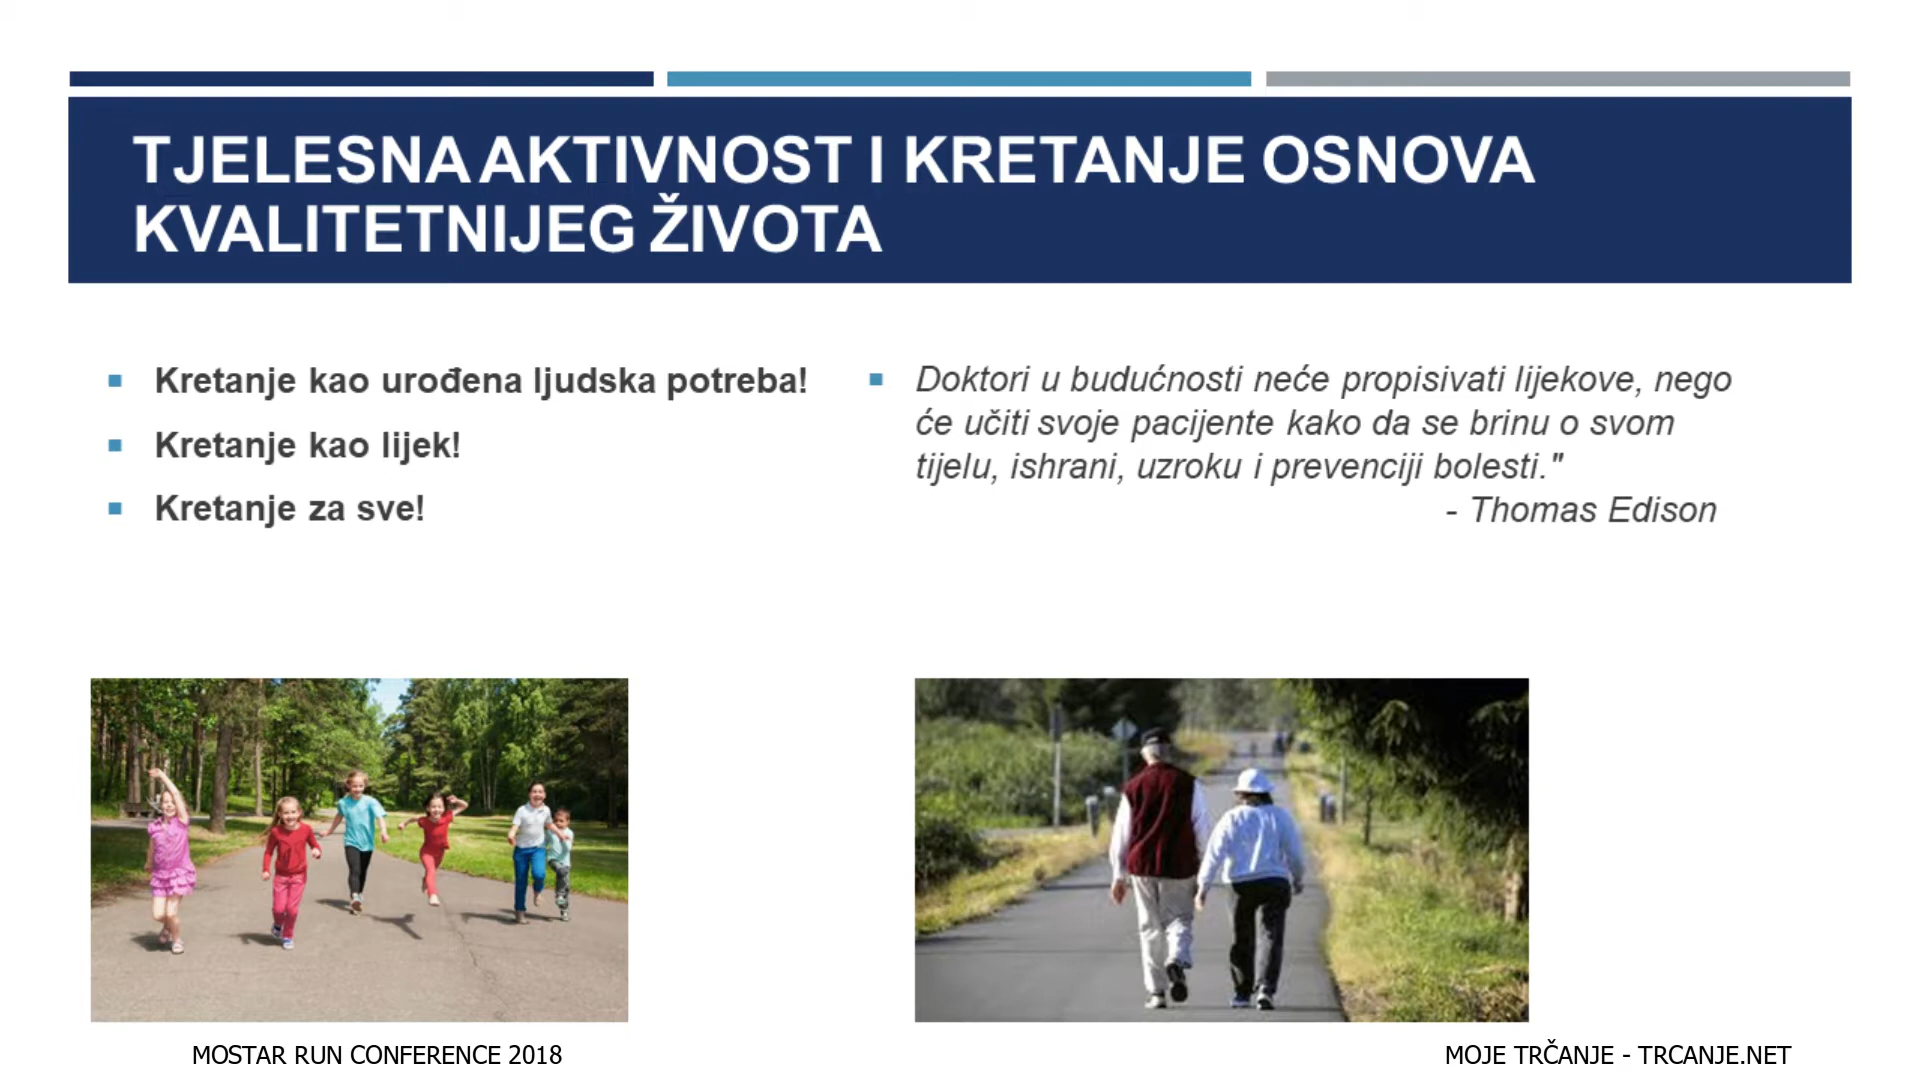 TJELESNA AKTIVNOST I KRETANJE OSNOVA
KVALITETNIJEG ŽIVOTA
Kretanje kao urođena ljudska potreba!
Kretanje kao lijek!
Kretanje za sve!
Doktori u budućnosti neće propisivati lijekove, nego
će učiti svoje pacijente kako da se brinu o svom
tijelu, ishrani, uzroku i prevenciji bolesti."
- Thomas Edison
MOSTAR RUN CONFERENCE 2018
MOJE TRČANJE - TRCANJE.NET